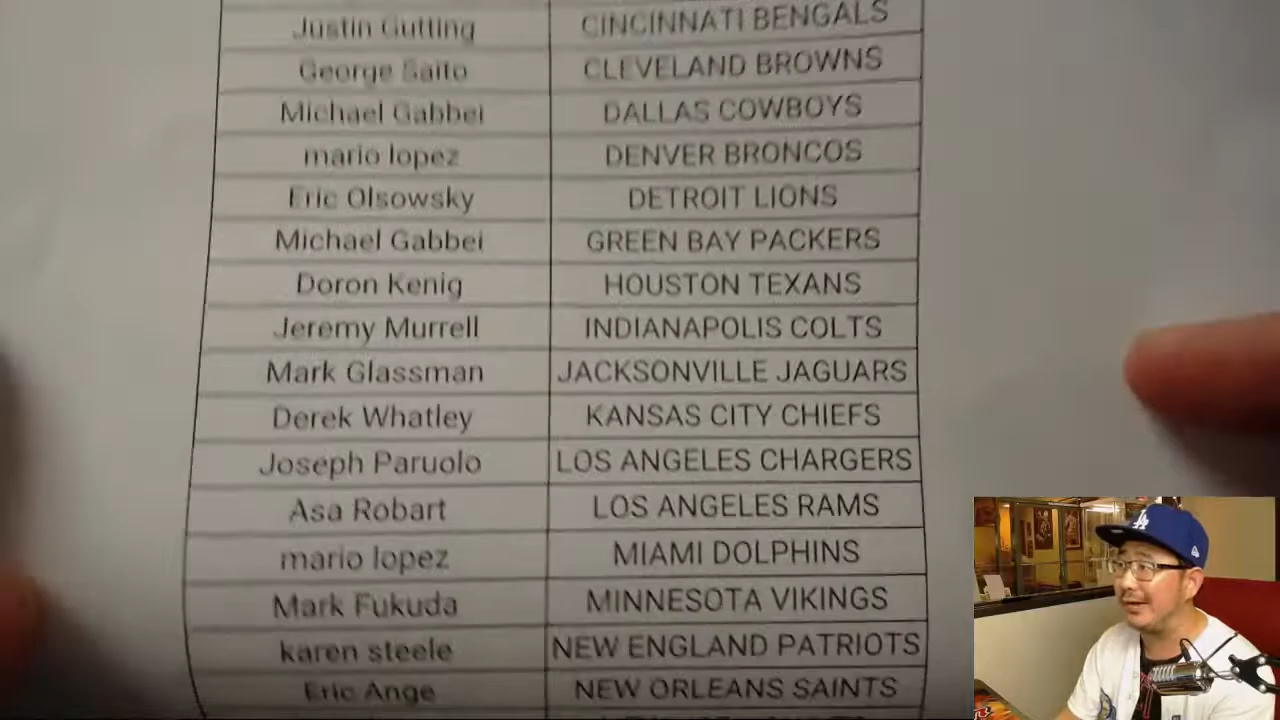 Justin Gutting CINCINNATI BENGALS
George Saito CLEVELAND BROWNS
Michael Gabbei DALLAS COWBOYS
mario lopez DENVER BRONCOS
Eric Olsowsky DETROIT LIONS
Michael Gabbei GREEN BAY PACKERS
Doron Kenig HOUSTON TEXANS
Jeremy Murrell INDIANAPOLIS COLTS
Mark Glassman JACKSONVILLE JAGUARS
Derek Whatley KANSAS CITY CHIEFS
Joseph Paruolo LOS ANGELES CHARGERS
Asa Robart LOS ANGELES RAMS
mario lopez MIAMI DOLPHINS
Mark Fukuda MINNESOTA VIKINGS
karen steele NEW ENGLAND PATRIOTS
Eric Ange NEW ORLEANS SAINTS
LA